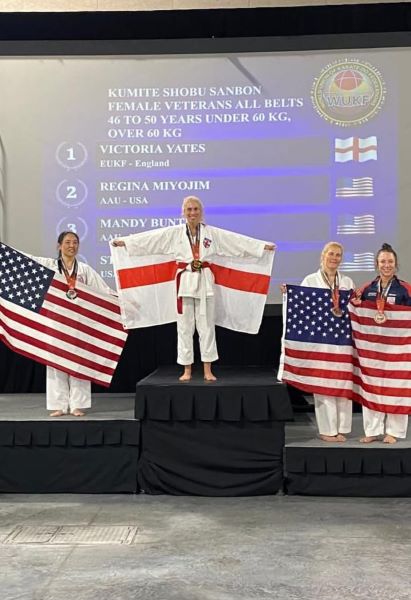 KUMITE SHOBU SANBON
FEMALE VETERANS ALL BELTS
46 TO 50 YEARS UNDER 60 KG,
OVER 60 KG
WUKF
1
VICTORIA YATES
EUKF - England
2
REGINA MIYOJIM
AAU - USA
3
MANDY